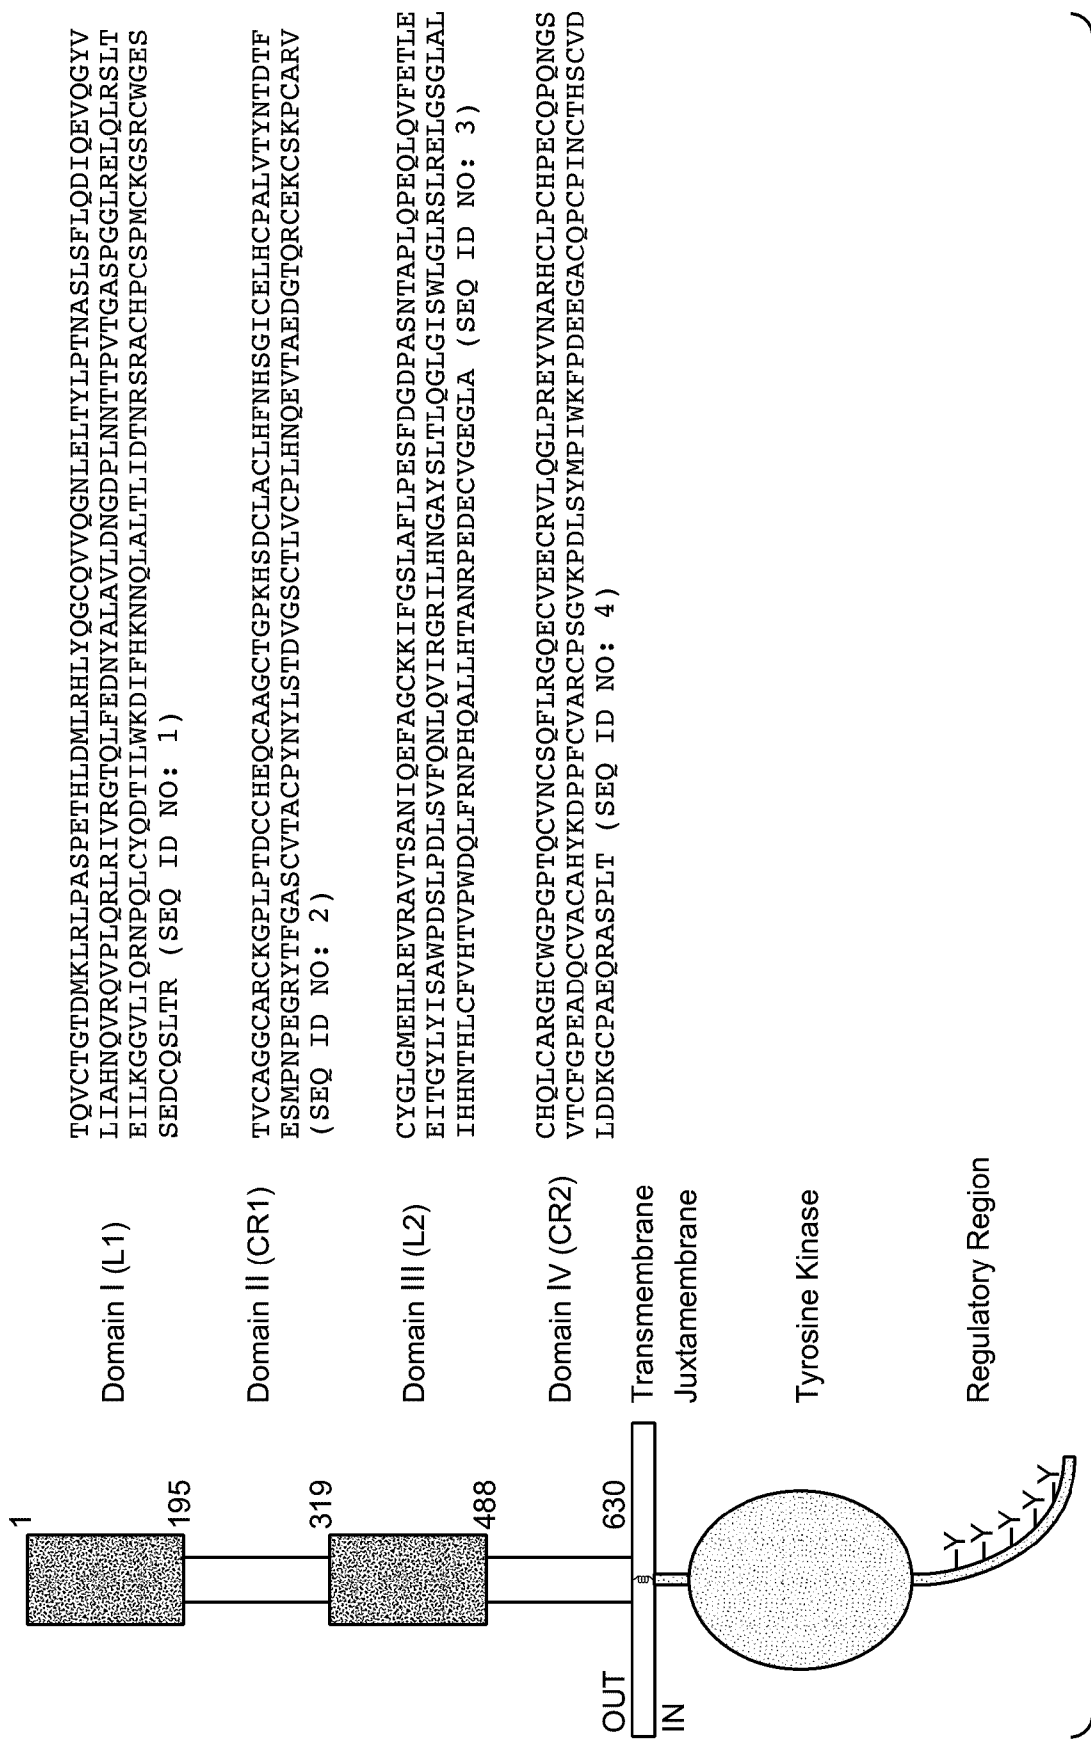 1
195
319
488
630
OUT
IN
Domain I (L1)
TQVCTGTDMKLRLPASPETHLDMLRHLYQGCQVVQGNLELTYLPTNASLSFLQDIQEVQGYV
LIAHNQVRQVPLQRLRIVRGTQLFEDNYALAVLDNGDPLNNTTPVTGASPGGLRELQLRSLT
EILKGGVLIQRNPQLCYQDTILWKDIFHKNNQLALTLIDTNRSRACHPCSPMCKGSRCWGES
SEDCQSLTR (SEQ ID NO: 1)
Domain II (CR1)
TVCAGGCARCKGPLPTDCCHEQCAAGCTGPKHSDCLACLHFNHSGICELHCPALVTYNTDTF
ESMPNPEGRYTFGASCVTACPYNYLSTDVGSCTLVCPLHNQEVTAEDGTQRCEKCSKPCARV
(SEQ ID NO: 2)
Domain III (L2)
CYGLGMEHLREVRAVTSANIQEFAGCKKIFGSLAFLPESFDGDPASNTAPLQPEQLQVFETLE
EITGYLYISAWPDSLPDLSVFQNLQVIRGRILHNGAYSLTLQGLGISWLGLRSLRELGSGLAL
IHHNTHLCFVHTVPWDQLFRNPHQALLHTANRPEDECVGEGLA (SEQ ID NO: 3)
Domain IV (CR2)
CHQLCARGHCWGPGPTQCVNCSQFLRGQECVEECRVLQGLPREYVNARHCLPCHPECQPQNGS
VTCFGPEADQCVACAHYKDPPFCVARCPSGVKPDLSYMPIWKFPDEEGACQPCPINCTHSCVD
LDDKGCPAEQRASPLT (SEQ ID NO: 4)
Transmembrane
Juxtamembrane
Tyrosine Kinase
Regulatory Region
Y
Y
Y
Y
Y